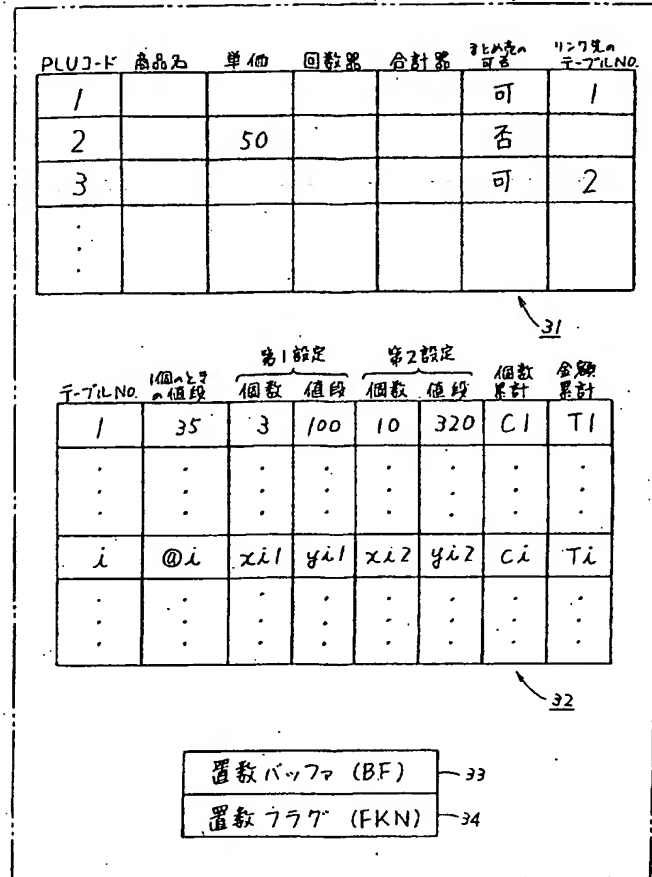 PLUコード 商品名 単価 回数器 合計器 まとめ売の可否 リンク先のテーブルNO.
1 可 1
2 50 否
3 可 2
31
第1設定 第2設定
テーブルNO. 1個のときの値段 個数 値段 個数 値段 個数累計 金額累計
1 35 3 100 10 320 C1 T1
i @i xi1 yi1 xi2 yi2 Ci Ti
32
置数バッファ (BF) 33
置数フラグ (FKN) 34